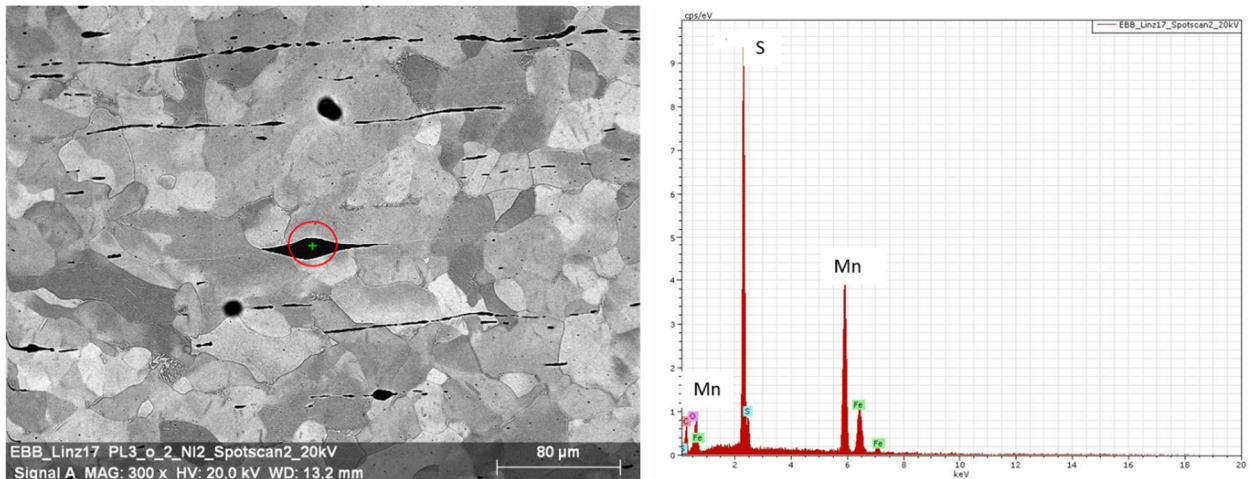 EBB_Linz17 PL3_o_2_NI2_Spotscan2_20kV
Signal A MAG: 300 x HV: 20,0 kV WD: 13,2 mm
80 µm
cps/eV
EBB_Linz17_Spotscan2_20kV
S
Mn
Mn
9
8
7
6
5
4
3
2
1
0
O
Fe
S
Fe
Fe
2
4
6
8
10
12
14
16
18
20
keV